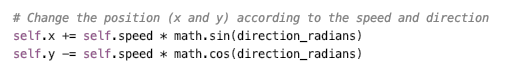 # Change the position (x and y) according to the speed and direction
self.x += self.speed * math.sin(direction_radians)
self.y -= self.speed * math.cos(direction_radians)